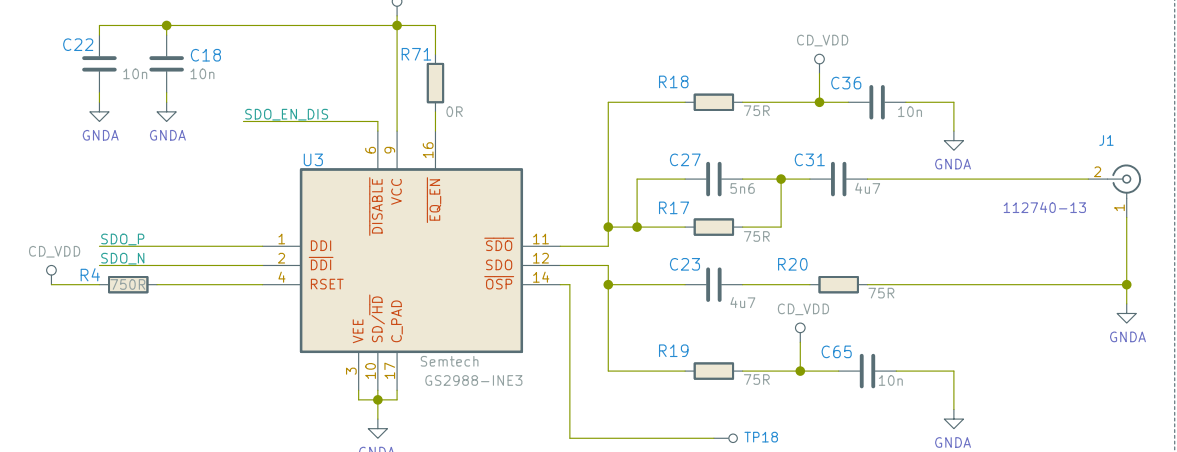 C22
10n
GNDA
C18
10n
GNDA
R71
0R
SDO_EN_DIS
U3
6
9
16
DISABLE
VCC
EQ_EN
SDO_P
1
DDI
SDO_N
2
DDI
CD_VDD
R4
750R
4
RSET
SDO
11
SDO
12
OSP
14
VEE
SD/HD
C_PAD
3
10
17
Semtech
GS2988-INE3
GNDA
CD_VDD
R18
75R
C36
10n
GNDA
C27
5n6
C31
4u7
R17
75R
J1
2
112740-13
1
C23
4u7
R20
75R
GNDA
CD_VDD
R19
75R
C65
10n
GNDA
TP18